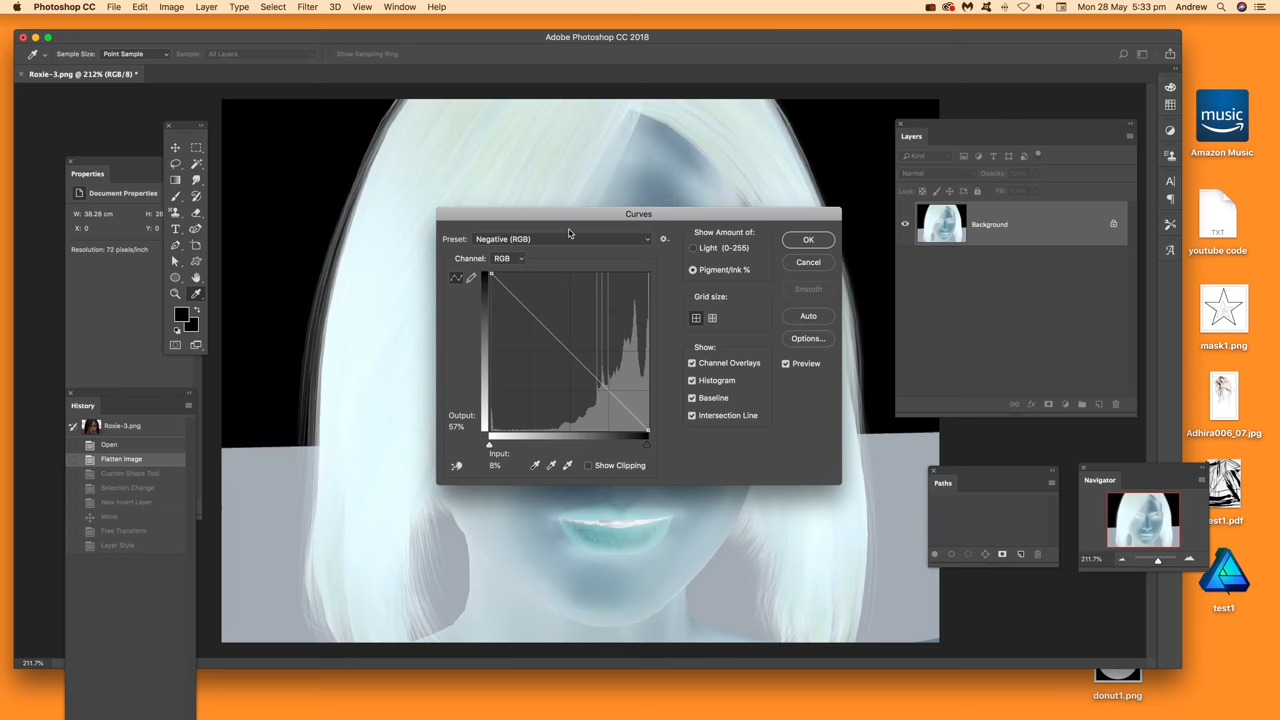 Photoshop CC File Edit Image Layer Type Select Filter 3D View Window Help Mon 28 May 5:33 pm Andrew
Adobe Photoshop CC 2018
Sample Size: Point Sample Sample: All Layers Show Sampling Ring
Roxie-3.png @ 212% (RGB/8) *
Properties
Document Properties
W: 38.28 cm H: 28
X: 0 Y: 0
Resolution: 72 pixels/inch
History
Roxie-3.png
Open
Flatten Image
Custom Shape Tool
Selection Change
New Invert Layer
Move
Free Transform
Layer Style
Curves
Preset: Negative (RGB)
Channel: RGB
Output:
57%
Input:
8%
Show Clipping
Show Amount of:
Light (0-255)
Pigment/Ink %
Grid size:
Show:
Channel Overlays
Histogram
Baseline
Intersection Line
OK
Cancel
Smooth
Auto
Options...
Preview
Layers
Kind
Normal Opacity: 100%
Lock: Fill: 100%
Background
Paths
Navigator
211.7%
211.7%
music
Amazon Music
TXT
youtube code
mask1.png
Adhira006_07.jpg
test1.pdf
test1
donut1.png